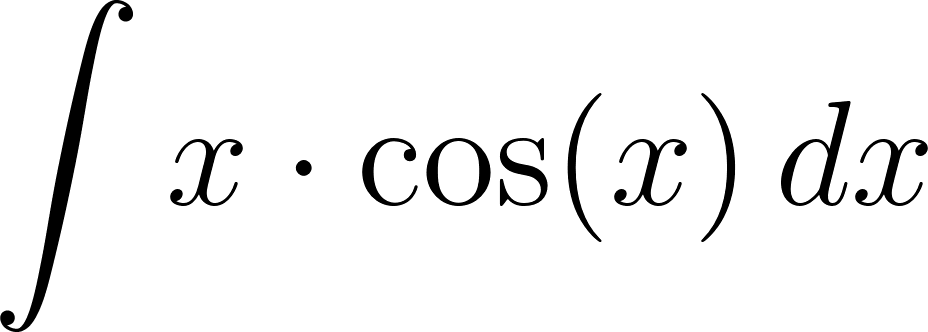 ∫ x · cos(x) dx